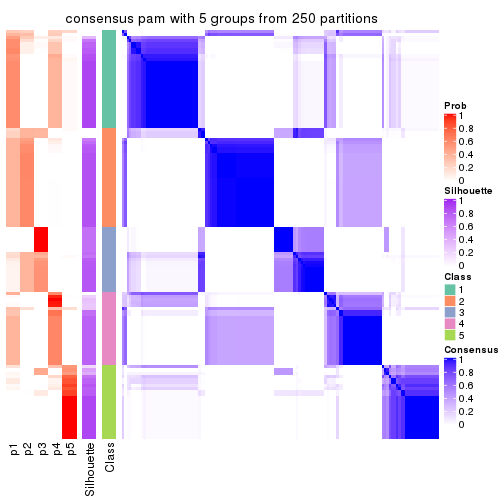 consensus pam with 5 groups from 250 partitions
Prob
1
0.8
0.6
0.4
0.2
0
Silhouette
1
0.8
0.6
0.4
0.2
0
Class
1
2
3
4
5
Consensus
1
0.8
0.6
0.4
0.2
0
p1
p2
p3
p4
p5
Silhouette
Class